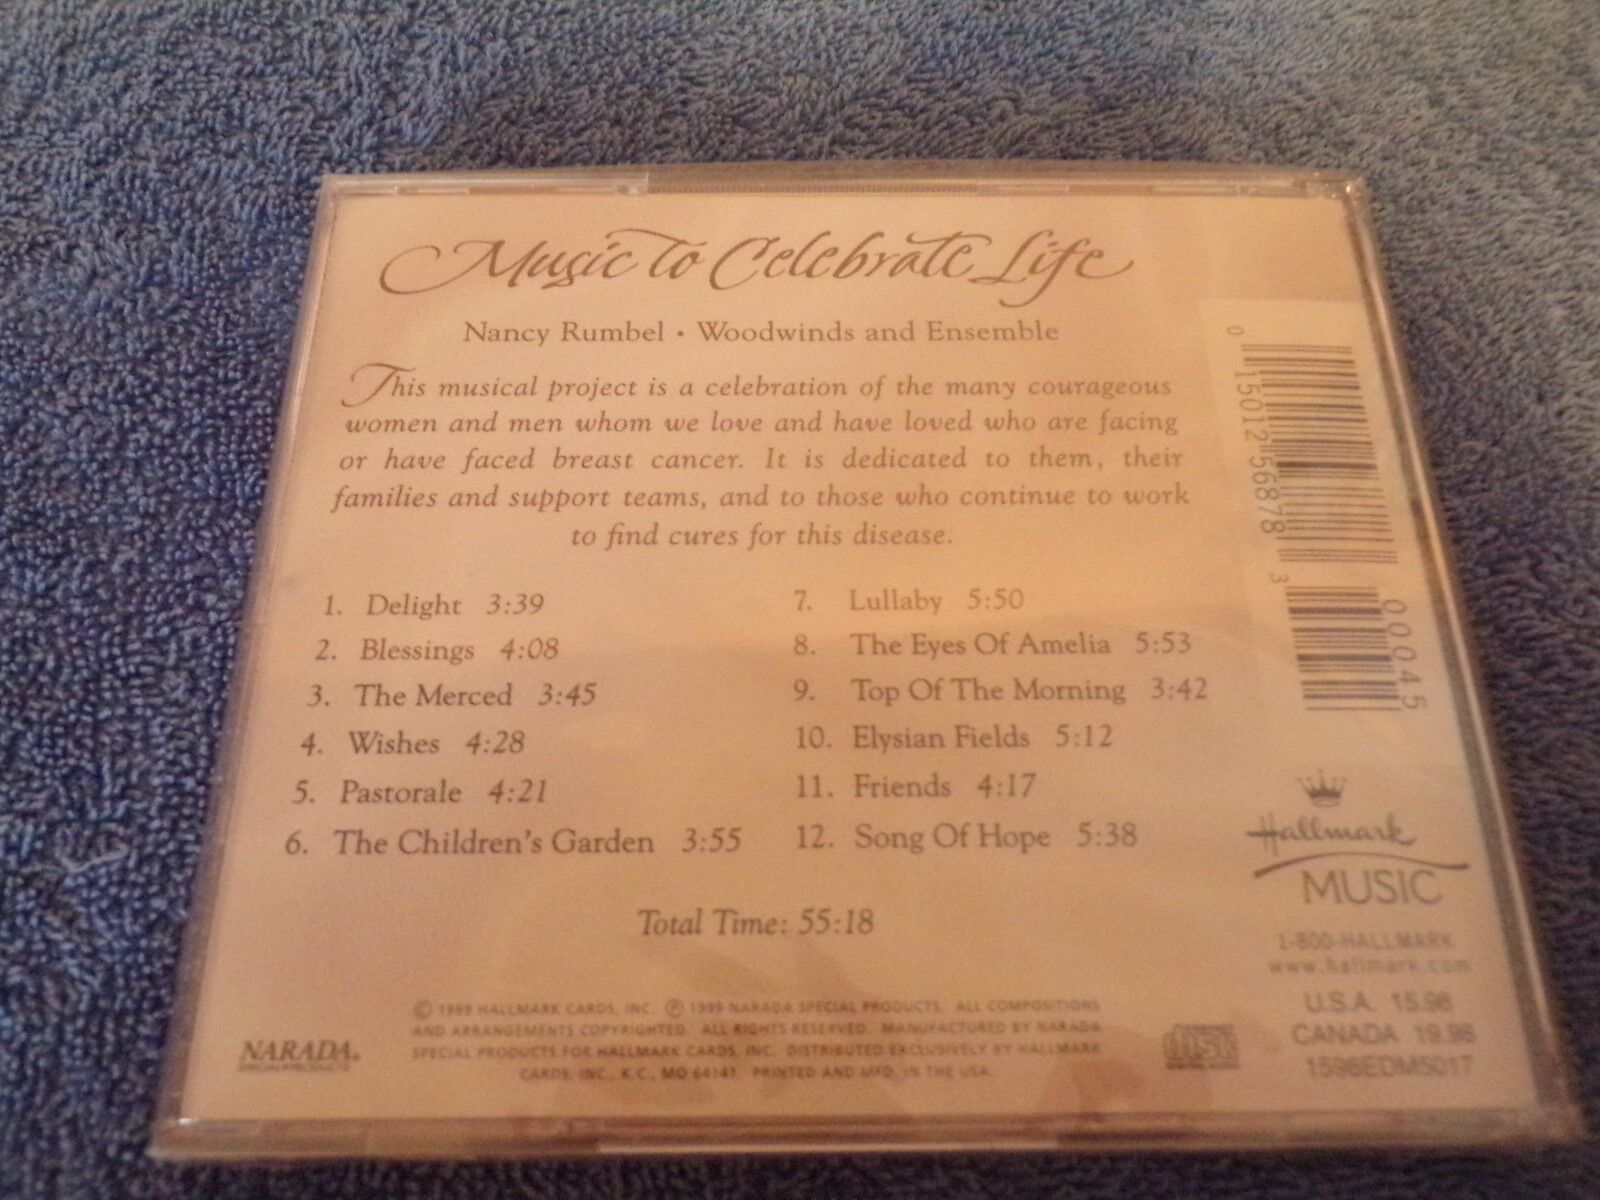 Music To Celebrate Life
Nancy Rumbel • Woodwinds and Ensemble
This musical project is a celebration of the many courageous
women and men whom we love and have loved who are facing
or have faced breast cancer. It is dedicated to them, their
families and support teams, and to those who continue to work
to find cures for this disease.
1. Delight 3:39
2. Blessings 4:08
3. The Merced 3:45
4. Wishes 4:28
5. Pastorale 4:21
6. The Children's Garden 3:55
7. Lullaby 5:50
8. The Eyes Of Amelia 5:53
9. Top Of The Morning 3:42
10. Elysian Fields 5:12
11. Friends 4:17
12. Song Of Hope 5:38
Total Time: 55:18
0 15012 56878 3
00045
Hallmark
MUSIC
1-800-HALLMARK
www.hallmark.com
U.S.A. 15.98
CANADA 19.98
1598EDM5017
NARADA
SPECIAL PRODUCTS
© 1999 HALLMARK CARDS, INC. ℗ 1999 NARADA SPECIAL PRODUCTS. ALL COMPOSITIONS
AND ARRANGEMENTS COPYRIGHTED. ALL RIGHTS RESERVED. MANUFACTURED BY NARADA
SPECIAL PRODUCTS FOR HALLMARK CARDS, INC. DISTRIBUTED EXCLUSIVELY BY HALLMARK
CARDS, INC., K.C., MO 64141 PRINTED AND MFD. IN THE USA.
disc
DIGITAL AUDIO